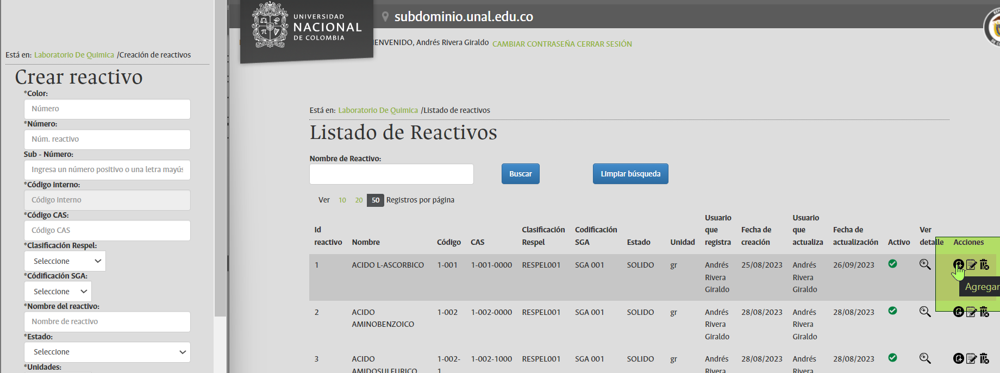 Está en: Laboratorio De Quimica /Creación de reactivos
Crear reactivo
*Color:
Número
*Número:
Núm. reactivo
Sub - Número:
Ingresa un número positivo o una letra mayús
*Código interno:
Código Interno
*Código CAS:
Código CAS
*Clasificación Respel:
Seleccione
*Códificación SGA:
Seleccione
*Nombre del reactivo:
Nombre de reactivo
*Estado:
Seleccione
*Unidades:
UNIVERSIDAD
NACIONAL
DE COLOMBIA
subdominio.unal.edu.co
IENVENIDO, Andrés Rivera Giraldo CAMBIAR CONTRASEÑA CERRAR SESIÓN
Está en: Laboratorio De Quimica /Listado de reactivos
Listado de Reactivos
Nombre de Reactivo:
Buscar
Limpiar búsqueda
Ver 10 20 50 Registros por página
Id reactivo Nombre Código CAS Clasificación Respel Codificación SGA Estado Unidad Usuario que registra Fecha de creación Usuario que actualiza Fecha de actualización Activo Ver detalle Acciones
1 ACIDO L-ASCORBICO 1-001 1-001-0000 RESPEL001 SGA 001 SOLIDO gr Andrés Rivera Giraldo 25/08/2023 Andrés Rivera Giraldo 26/09/2023
Agregar
2 ACIDO AMINOBENZOICO 1-002 1-002-0000 RESPEL001 SGA 001 SOLIDO gr Andrés Rivera Giraldo 28/08/2023 Andrés Rivera Giraldo 28/08/2023
3 ACIDO AMIDOSULFURICO 1-002-1 1-002-1000 RESPEL001 SGA 001 SOLIDO gr Andrés Rivera 28/08/2023 Andrés Rivera 28/08/2023